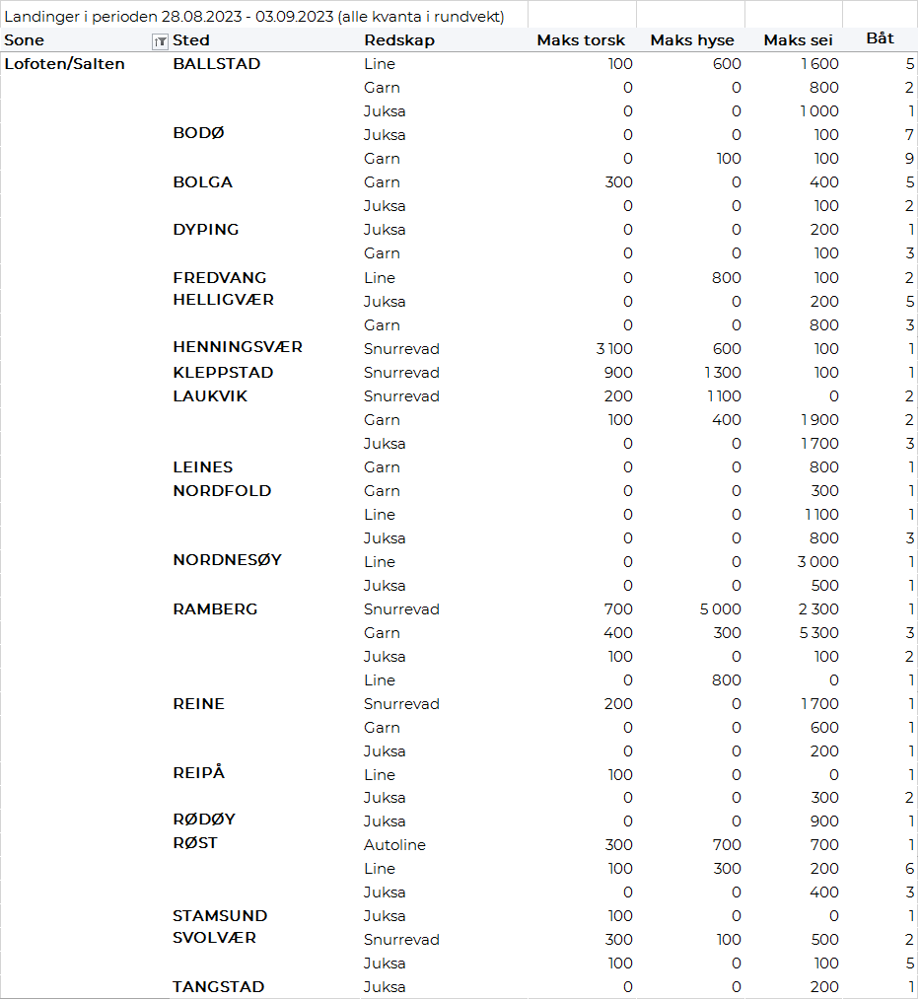 Landinger i perioden 28.08.2023 - 03.09.2023 (alle kvanta i rundvekt)
Sone Sted Redskap Maks torsk Maks hyse Maks sei Båt
Lofoten/Salten BALLSTAD Line 100 600 1 600 5
Garn 0 0 800 2
Juksa 0 0 1 000 1
BODØ Juksa 0 0 100 7
Garn 0 100 100 9
BOLGA Garn 300 0 400 5
Juksa 0 0 100 2
DYPING Juksa 0 0 200 1
Garn 0 0 100 3
FREDVANG Line 0 800 100 2
HELLIGVÆR Juksa 0 0 200 5
Garn 0 0 800 3
HENNINGSVÆR Snurrevad 3 100 600 100 1
KLEPPSTAD Snurrevad 900 1 300 100 1
LAUKVIK Snurrevad 200 1 100 0 2
Garn 100 400 1 900 2
Juksa 0 0 1 700 3
LEINES Garn 0 0 800 1
NORDFOLD Garn 0 0 300 1
Line 0 0 1 100 1
Juksa 0 0 800 3
NORDNESØY Line 0 0 3 000 1
Juksa 0 0 500 1
RAMBERG Snurrevad 700 5 000 2 300 1
Garn 400 300 5 300 3
Juksa 100 0 100 2
Line 0 800 0 1
REINE Snurrevad 200 0 1 700 1
Garn 0 0 600 1
Juksa 0 0 200 1
REIPÅ Line 100 0 0 1
Juksa 0 0 300 2
RØDØY Juksa 0 0 900 1
RØST Autoline 300 700 700 1
Line 100 300 200 6
Juksa 0 0 400 3
STAMSUND Juksa 100 0 0 1
SVOLVÆR Snurrevad 300 100 500 2
Juksa 100 0 100 5
TANGSTAD Juksa 0 0 200 1